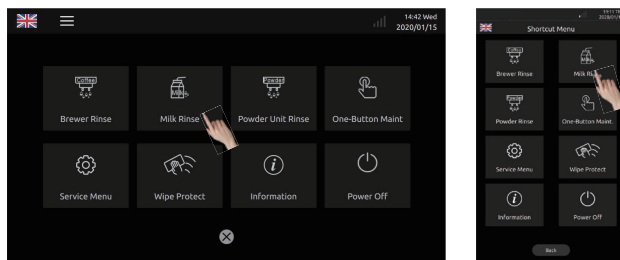 14:42 Wed
2020/01/15
Coffee
Milk
Powder
Brewer Rinse
Milk Rinse
Powder Unit Rinse
One-Button Maint
Service Menu
Wipe Protect
Information
Power Off
Shortcut Menu
Coffee
Milk
Brewer Rinse
Milk
Powder
Powder Rinse
One-Button Maint.
Service Menu
Wipe Protect
Information
Power Off
Back